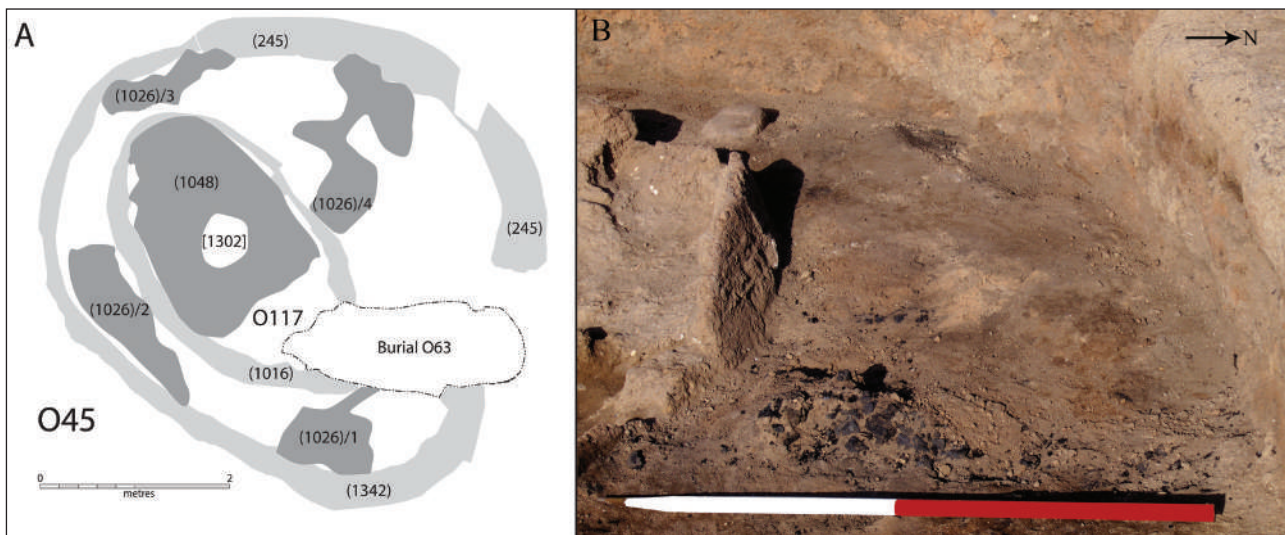 A
(245)
(1026)/3
(1048)
(1026)/4
[1302]
(245)
(1026)/2
O117
Burial O63
(1016)
O45
(1026)/1
0
2
metres
(1342)
B
N